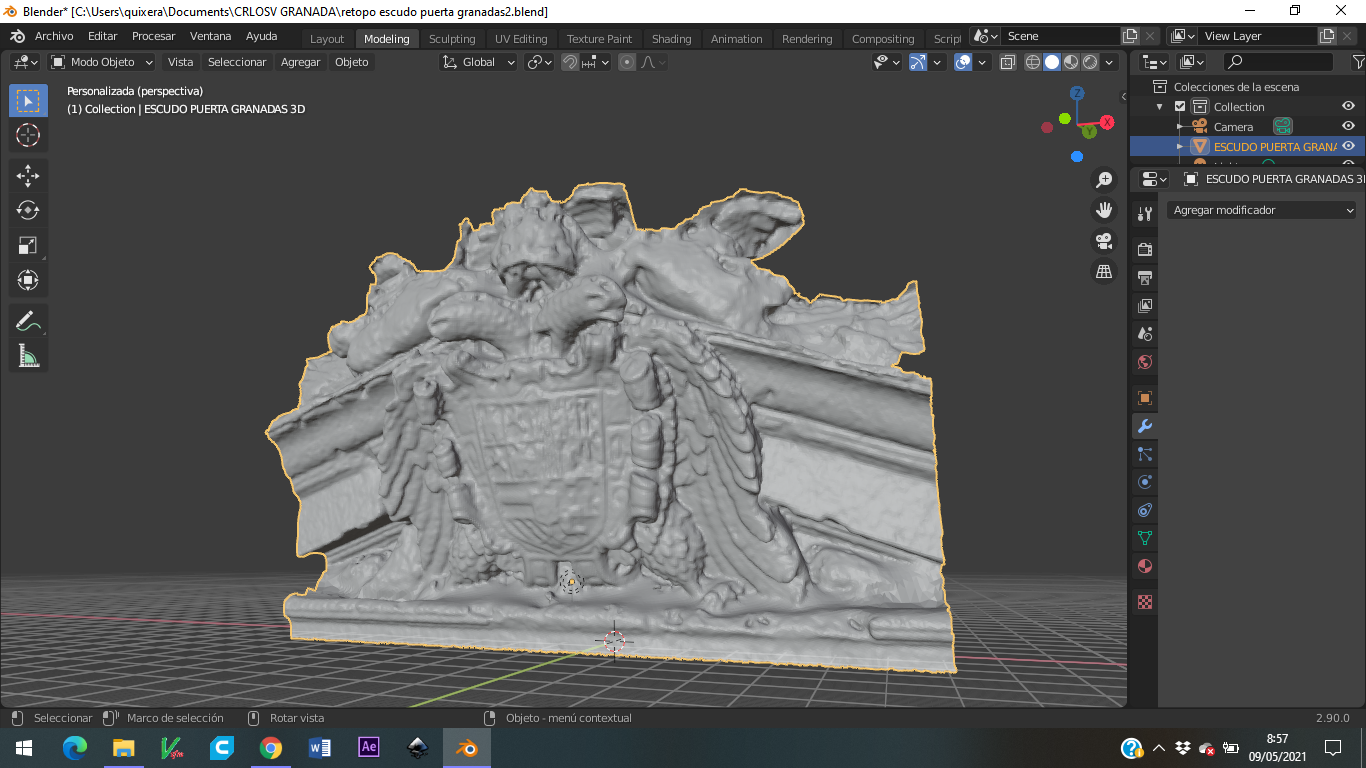 Blender* [C:\Users\quixera\Documents\CRLOSV GRANADA\retopo escudo puerta granadas2.blend]
Archivo Editar Procesar Ventana Ayuda Layout Modeling Sculpting UV Editing Texture Paint Shading Animation Rendering Compositing Script Scene View Layer
Modo Objeto Vista Seleccionar Agregar Objeto Global
Personalizada (perspectiva)
(1) Collection | ESCUDO PUERTA GRANADAS 3D
Z
X
Y
Colecciones de la escena
Collection
Camera
ESCUDO PUERTA GRANA
ESCUDO PUERTA GRANADAS 3
Agregar modificador
Seleccionar Marco de selección Rotar vista Objeto - menú contextual 2.90.0
8:57
09/05/2021